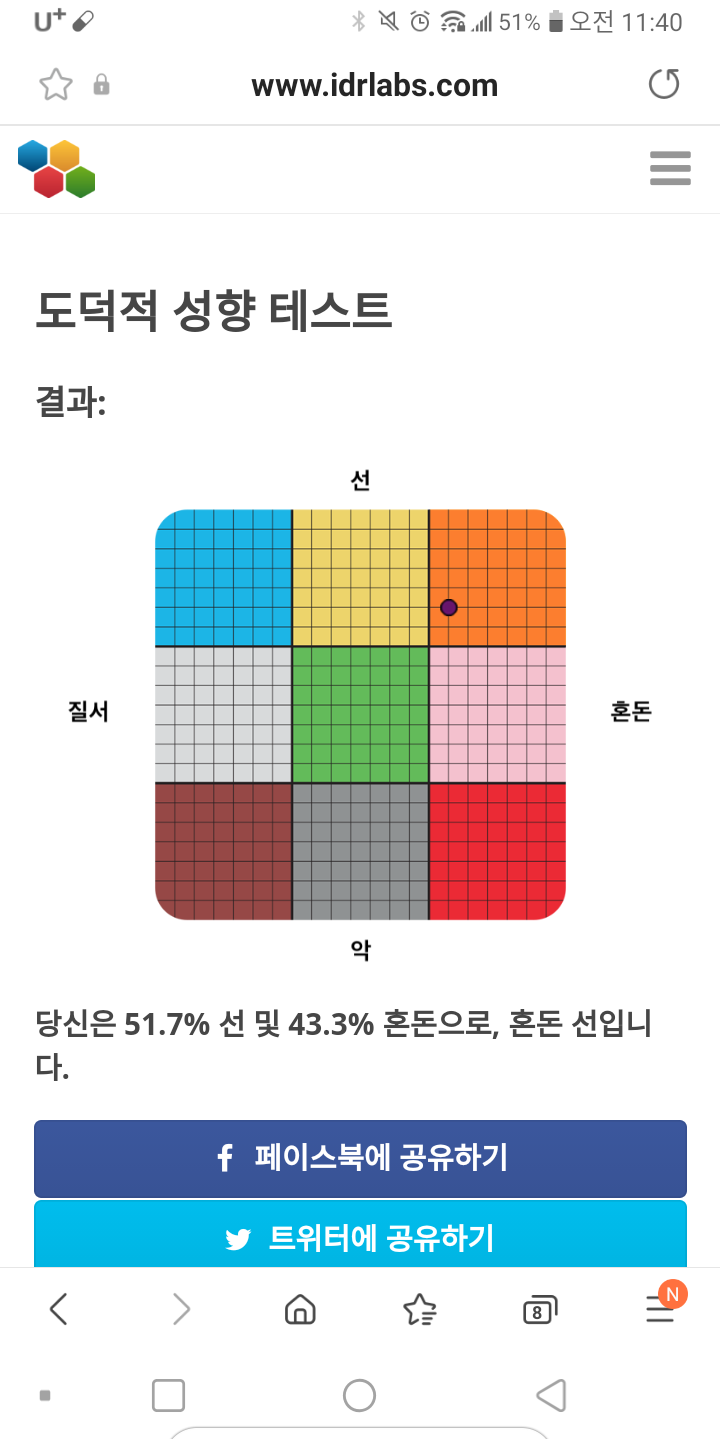 U+ 51% 오전 11:40
www.idrlabs.com
도덕적 성향 테스트
결과:
선
질서 혼돈
악
당신은 51.7% 선 및 43.3% 혼돈으로, 혼돈 선입니
다.
f 페이스북에 공유하기
트위터에 공유하기
8 N